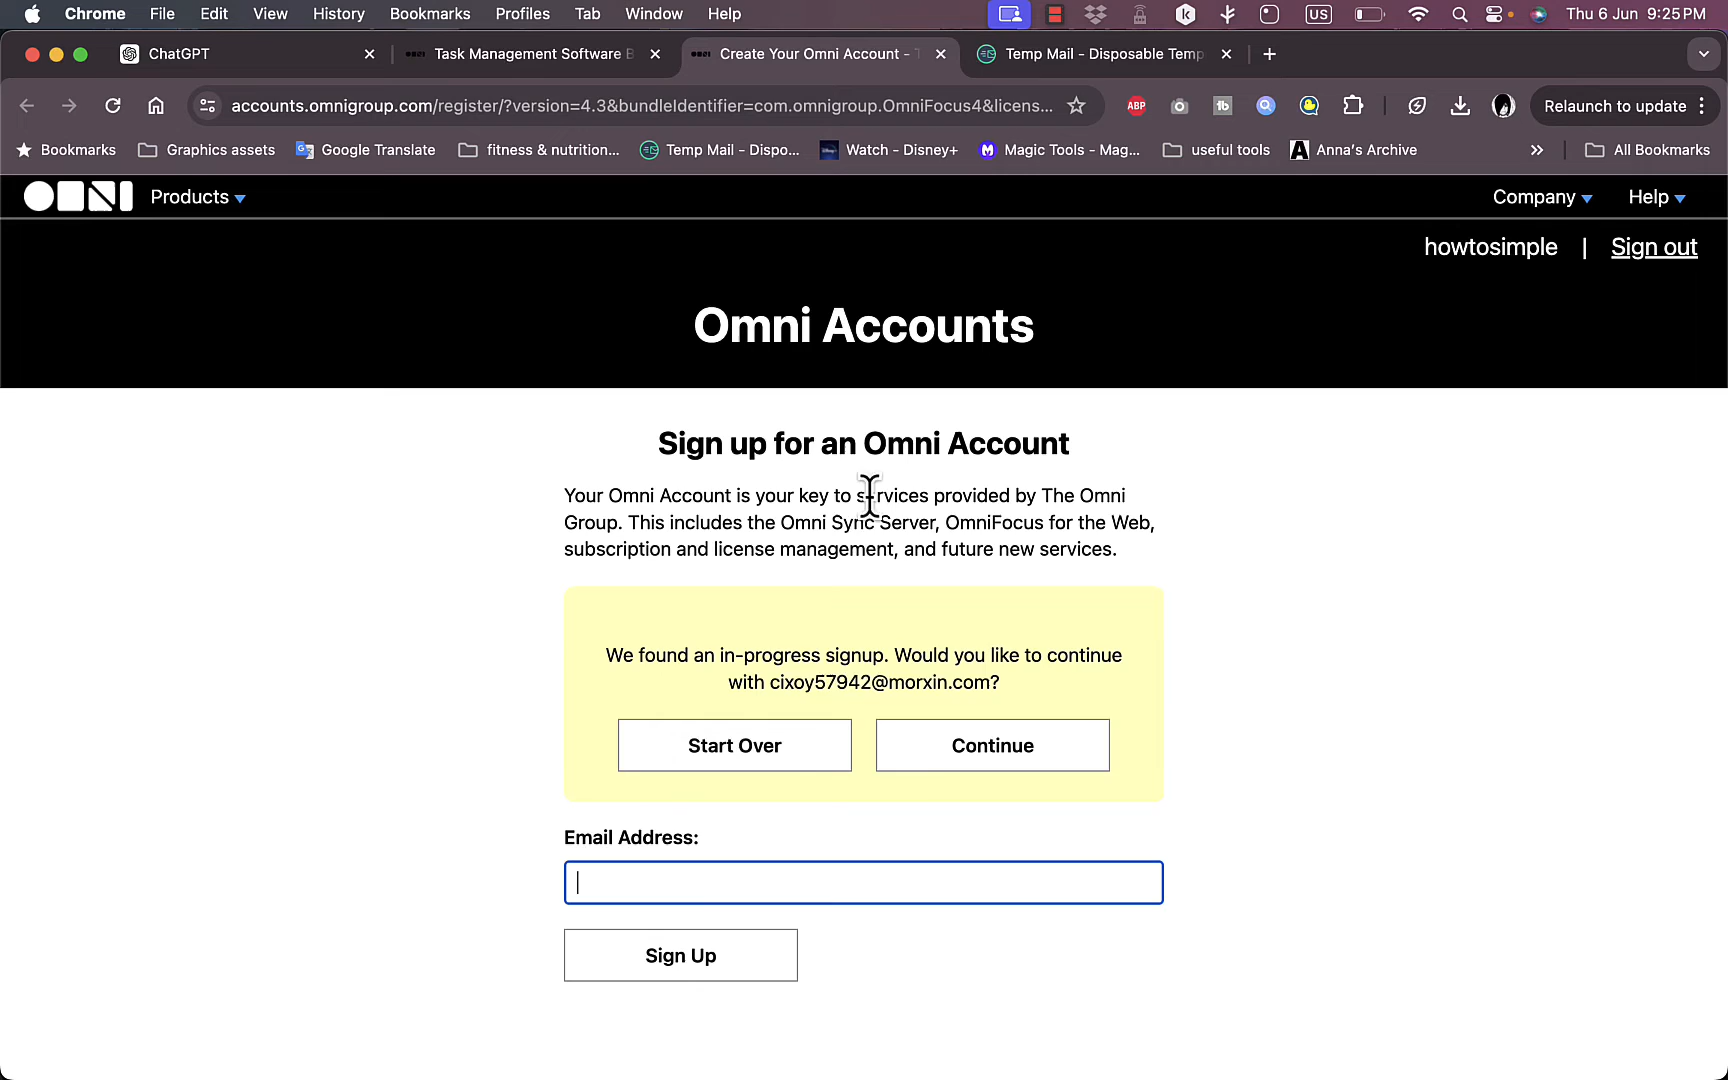 Chrome File Edit View History Bookmarks Profiles Tab Window Help US Thu 6 Jun 9:25 PM
ChatGPT Task Management Software B Create Your Omni Account - T Temp Mail - Disposable Temp
accounts.omnigroup.com/register/?version=4.3&bundleIdentifier=com.omnigroup.OmniFocus4&licens... ABP tb Relaunch to update
Bookmarks Graphics assets Google Translate fitness & nutrition... Temp Mail - Dispo... Watch - Disney+ Magic Tools - Mag... useful tools Anna's Archive » All Bookmarks
OMNI Products Company Help
howtosimple | Sign out
Omni Accounts
Sign up for an Omni Account
Your Omni Account is your key to services provided by The Omni
Group. This includes the Omni Sync Server, OmniFocus for the Web,
subscription and license management, and future new services.
We found an in-progress signup. Would you like to continue
with cixoy57942@morxin.com?
Start Over Continue
Email Address:
Sign Up